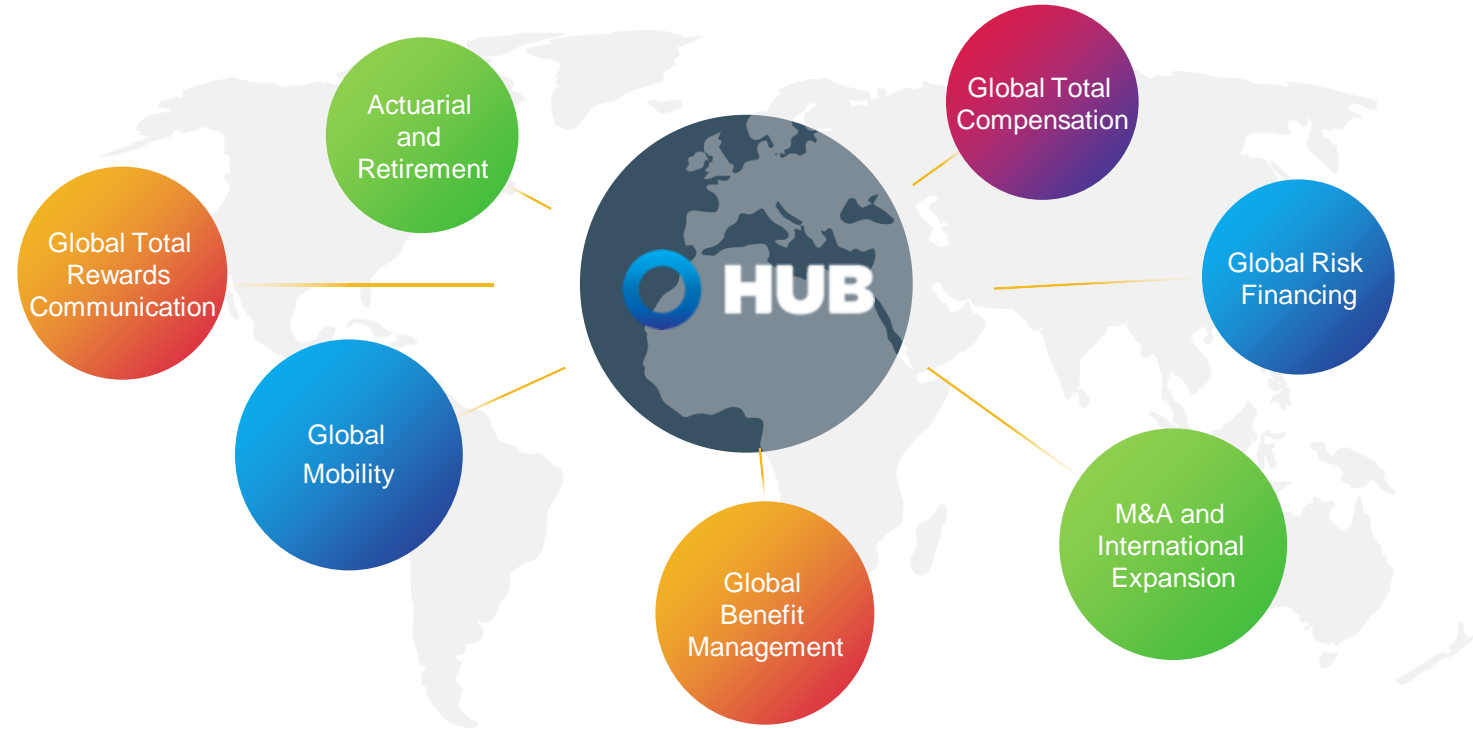 Actuarial
and
Retirement
Global Total
Compensation
Global Total
Rewards
Communication
HUB
Global Risk
Financing
Global
Mobility
M&A and
International
Expansion
Global
Benefit
Management